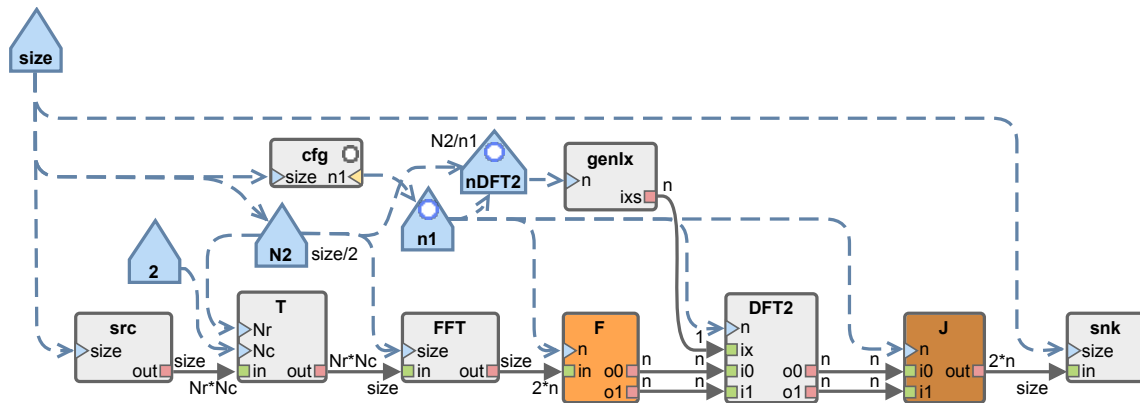 size
cfg
size n1
N2/n1
nDFT2
genIx
n
ixs
n
n1
N2
size/2
2
src
size
out
size
Nr*Nc
T
Nr
Nc
in
out
Nr*Nc
size
FFT
size
in
out
size
2*n
F
n
in
o0
o1
n
n
n
n
1
DFT2
n
ix
i0
i1
o0
o1
n
n
n
n
J
n
i0
i1
out
2*n
size
snk
size
in